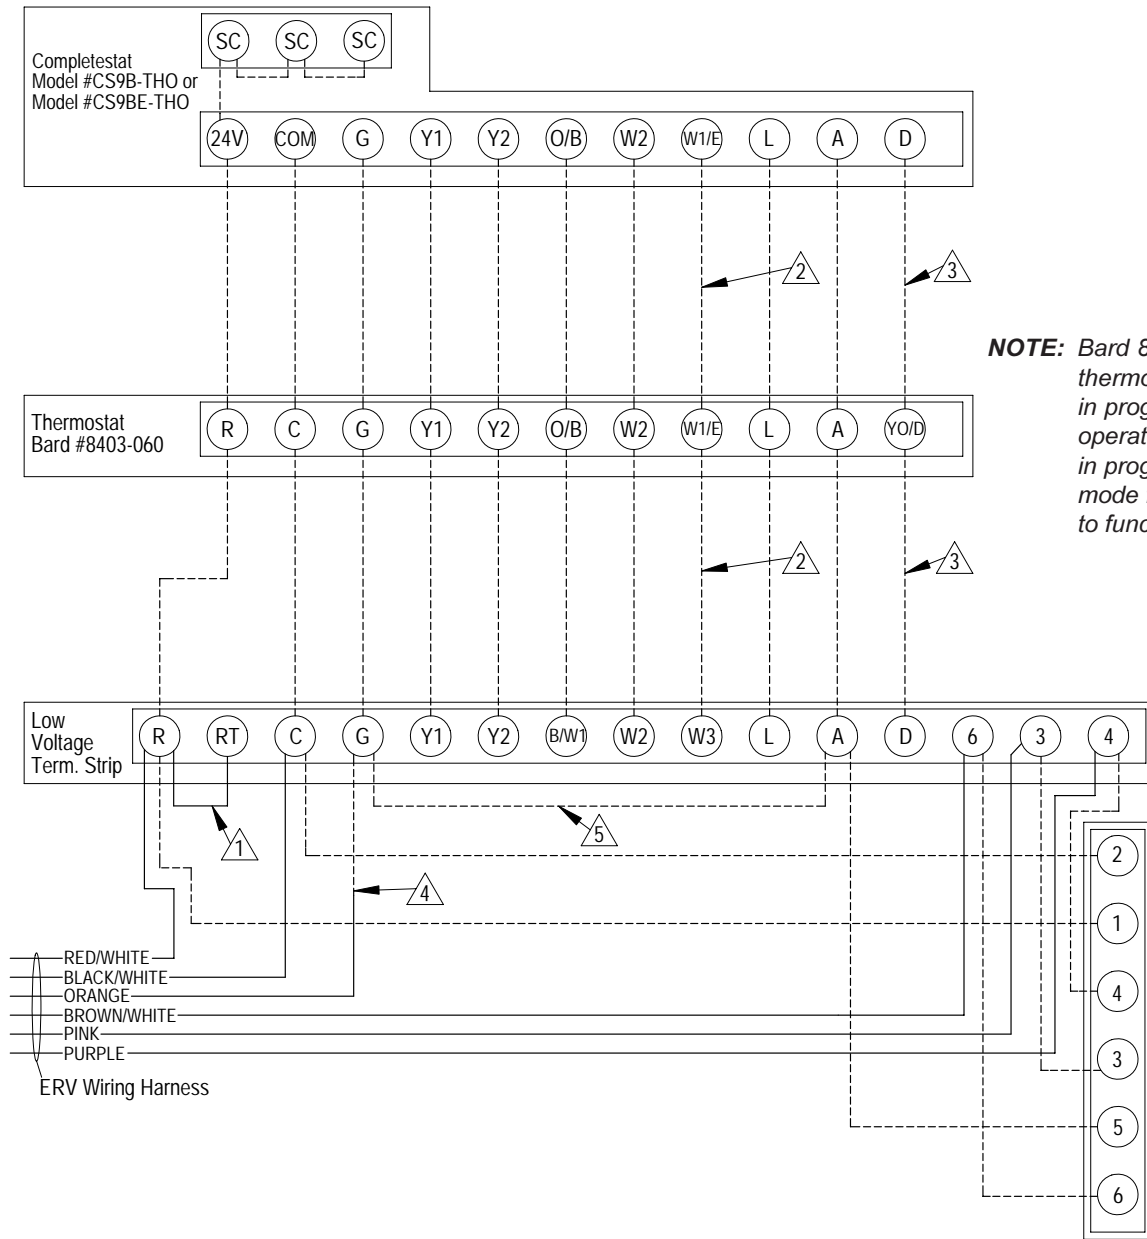 SC SC SC
Completestat
Model #CS9B-THO or
Model #CS9BE-THO
24V COM G Y1 Y2 O/B W2 W1/E L A D
2 3
NOTE: Bard 8
thermo
in prog
operat
in prog
mode
to func
Thermostat
Bard #8403-060
R C G Y1 Y2 O/B W2 W1/E L A YO/D
2 3
Low
Voltage
Term. Strip
R RT C G Y1 Y2 B/W1 W2 W3 L A D 6 3 4
1 5
4
2
1
4
3
5
6
RED/WHITE
BLACK/WHITE
ORANGE
BROWN/WHITE
PINK
PURPLE
ERV Wiring Harness